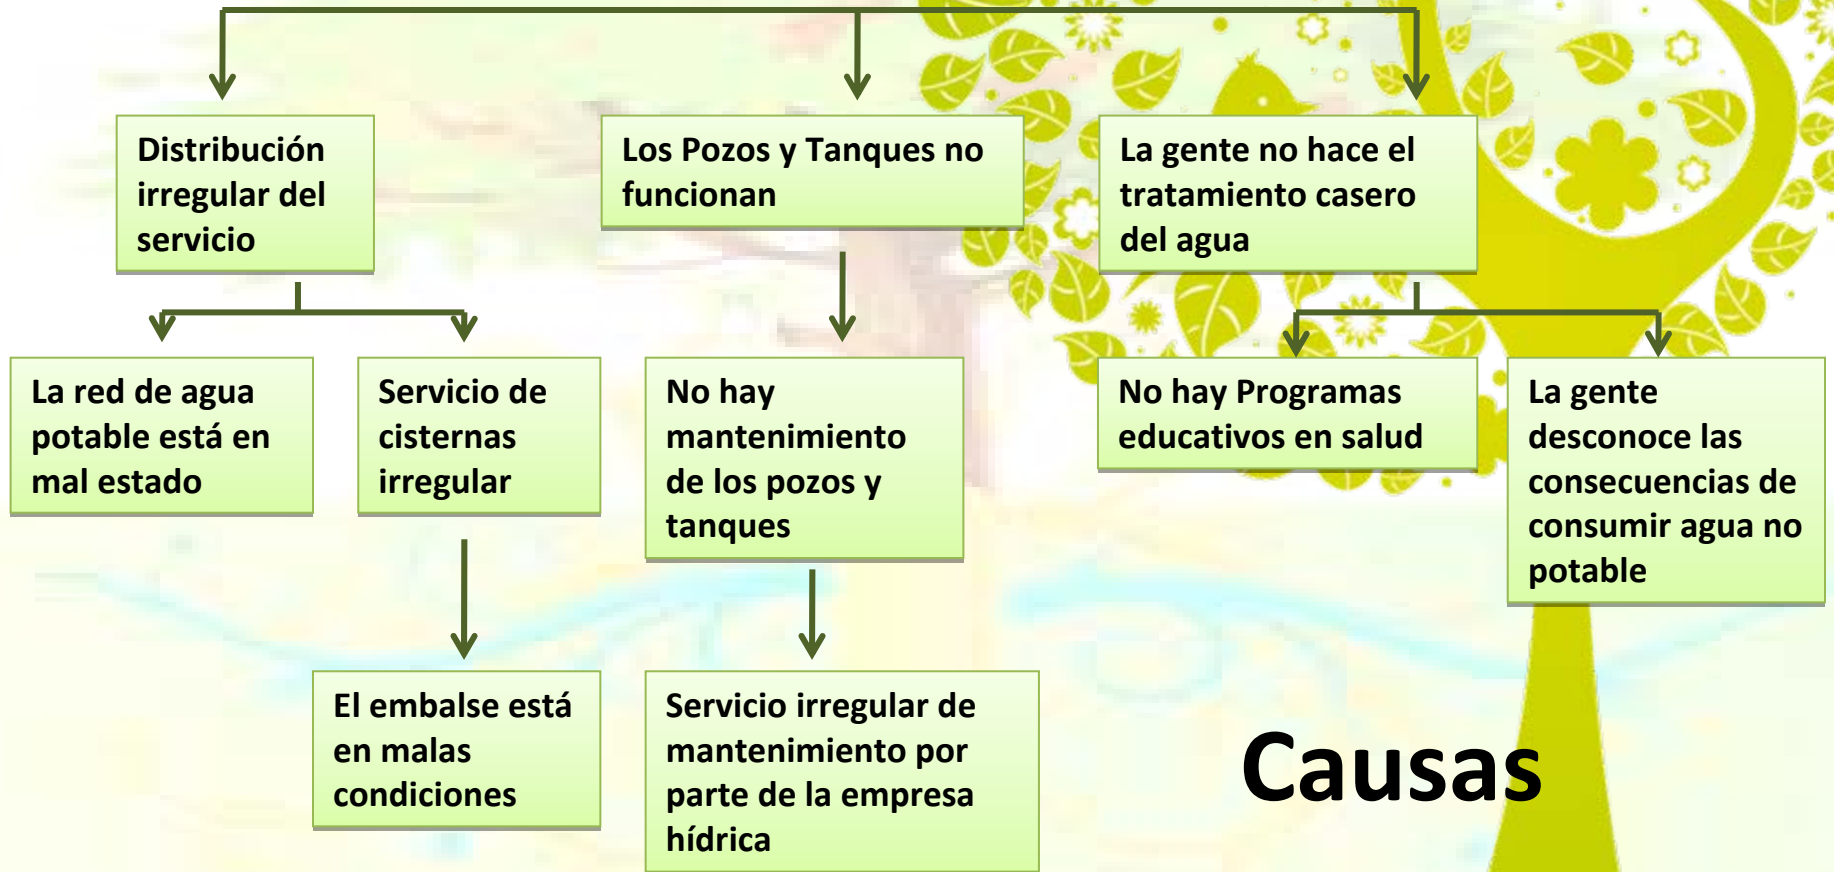 Distribución
irregular del
servicio
Los Pozos y Tanques no
funcionan
La gente no hace el
tratamiento casero
del agua
La red de agua
potable está en
mal estado
Servicio de
cisternas
irregular
No hay
mantenimiento
de los pozos y
tanques
No hay Programas
educativos en salud
La gente
desconoce las
consecuencias de
consumir agua no
potable
El embalse está
en malas
condiciones
Servicio irregular de
mantenimiento por
parte de la empresa
hídrica
Causas